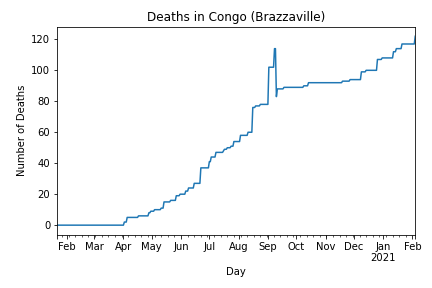 Deaths in Congo (Brazzaville)
120
100
80
60
40
20
0
Number of Deaths
Feb Mar Apr May Jun Jul Aug Sep Oct Nov Dec Jan Feb
2021
Day